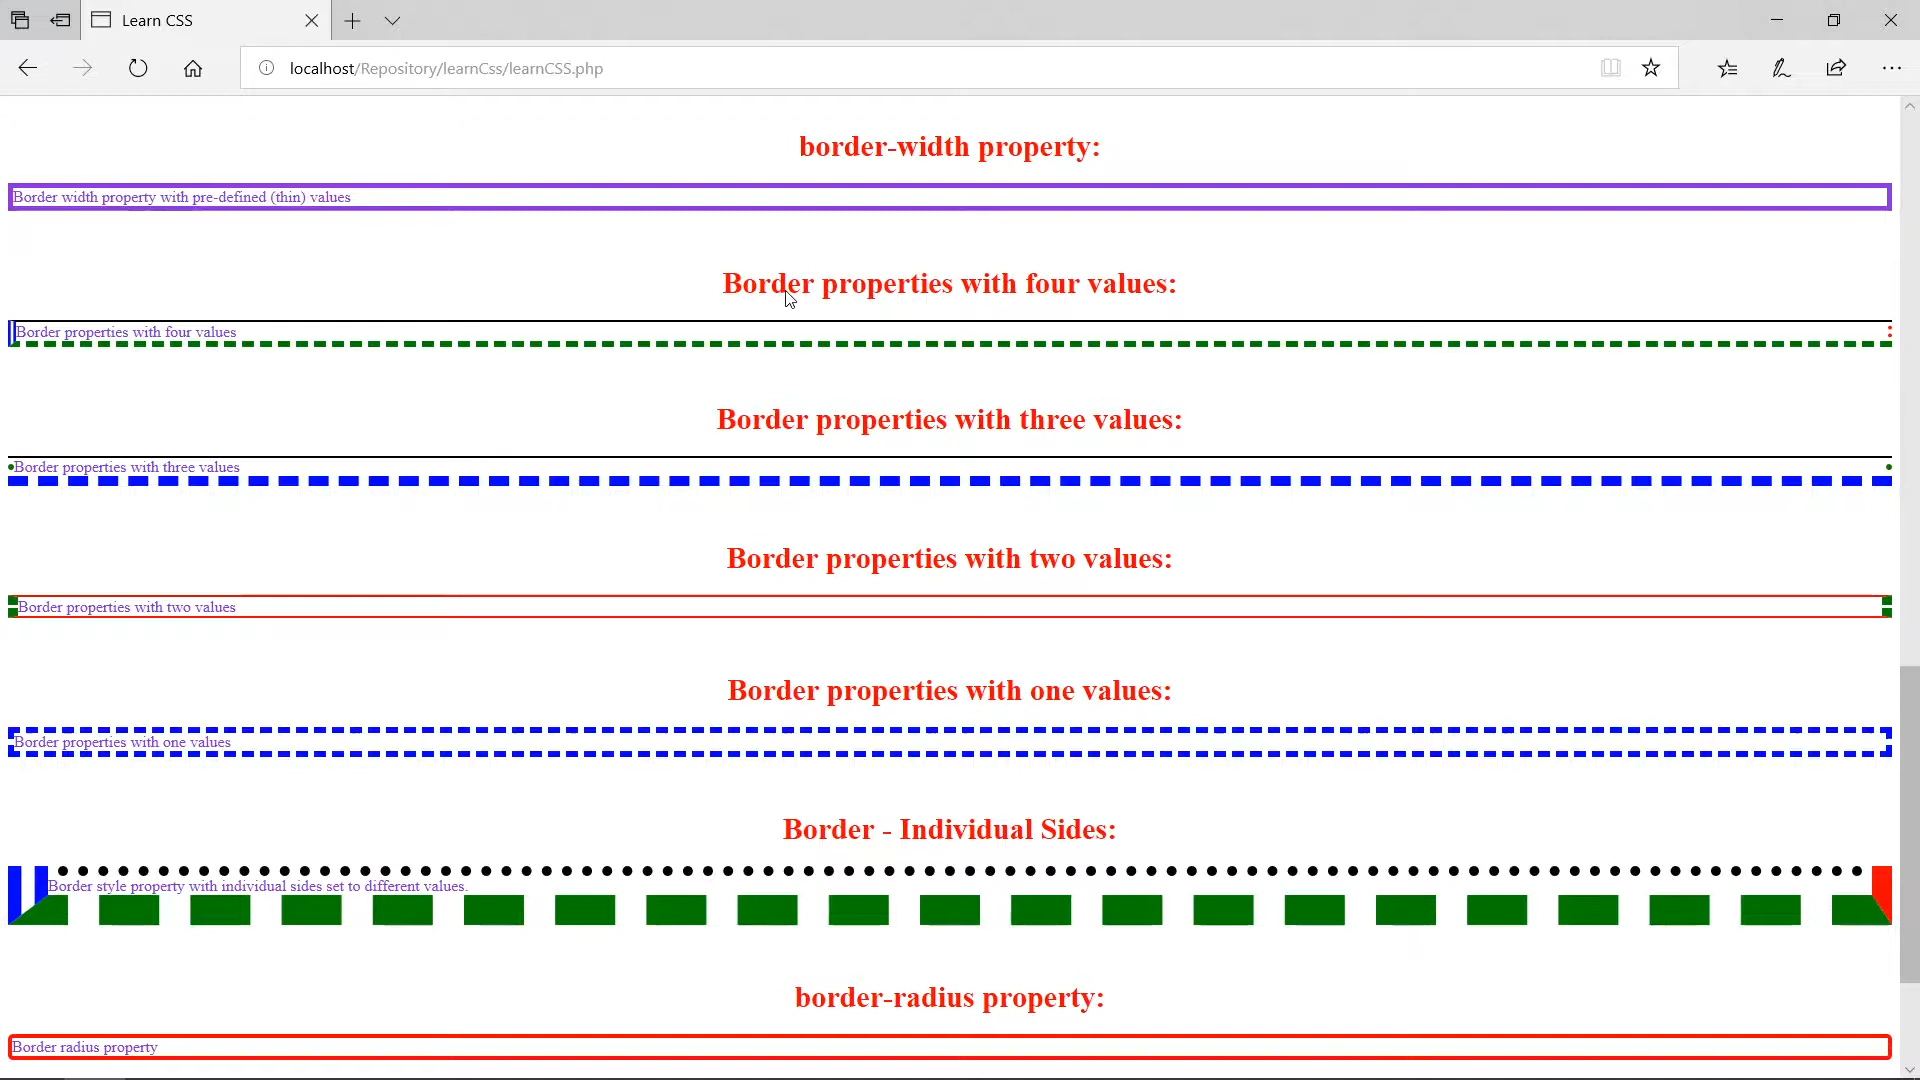 Learn CSS
localhost/Repository/learnCss/learnCSS.php
border-width property:
Border width property with pre-defined (thin) values
Border properties with four values:
Border properties with four values
Border properties with three values:
Border properties with three values
Border properties with two values:
Border properties with two values
Border properties with one values:
Border properties with one values
Border - Individual Sides:
Border style property with individual sides set to different values.
border-radius property:
Border radius property